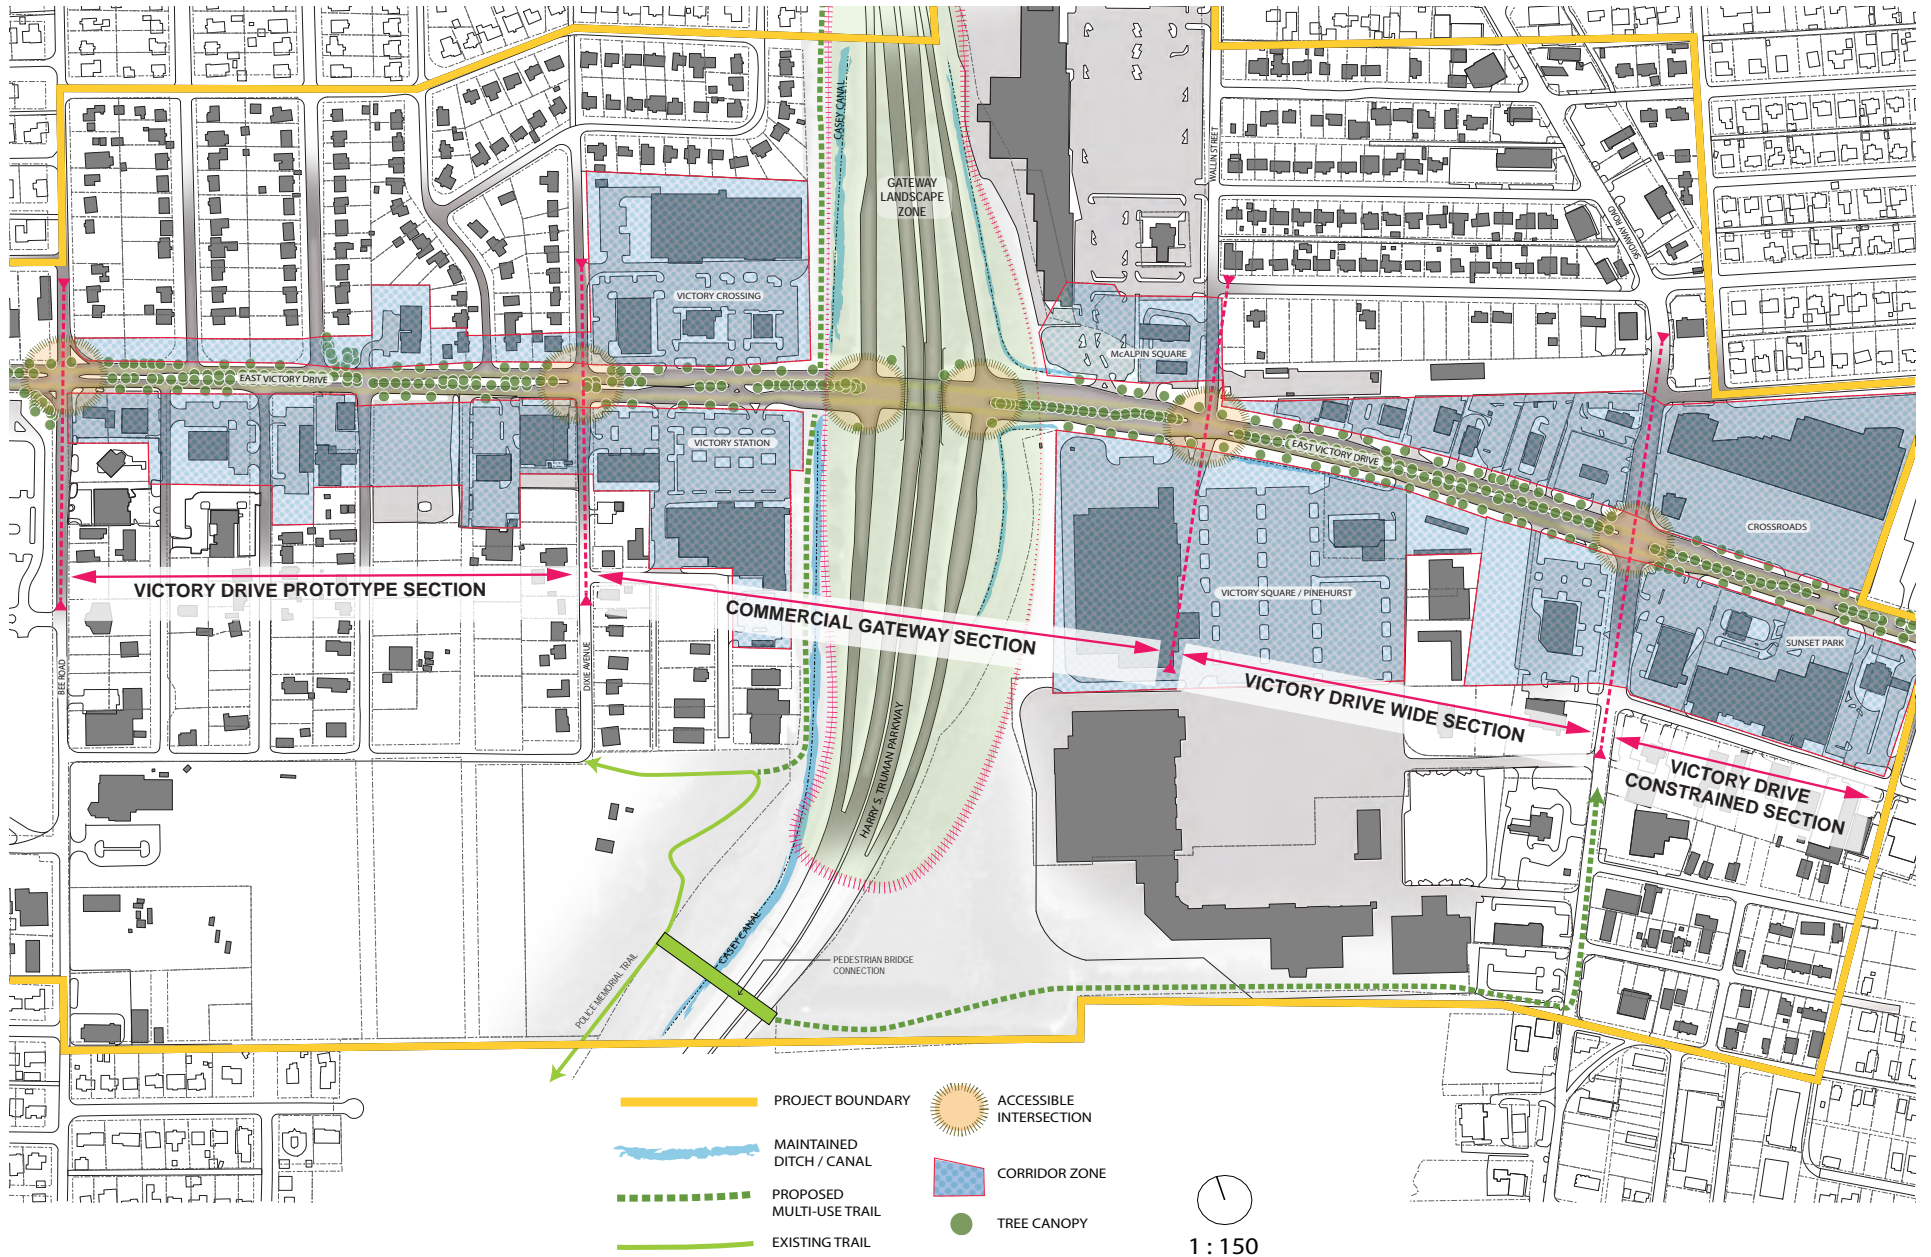 CASEY CANAL
GATEWAY
LANDSCAPE
ZONE
WALLIN STREET
SKIDAWAY ROAD
VICTORY CROSSING
McALPIN SQUARE
EAST VICTORY DRIVE
VICTORY STATION
EAST VICTORY DRIVE
CROSSROADS
VICTORY DRIVE PROTOTYPE SECTION
COMMERCIAL GATEWAY SECTION
VICTORY SQUARE / PINEHURST
SUNSET PARK
BEE ROAD
DIXIE AVENUE
VICTORY DRIVE WIDE SECTION
HARRY S. TRUMAN PARKWAY
VICTORY DRIVE
CONSTRAINED SECTION
CASEY CANAL
POLICE MEMORIAL TRAIL
PEDESTRIAN BRIDGE
CONNECTION
PROJECT BOUNDARY
MAINTAINED
DITCH / CANAL
PROPOSED
MULTI-USE TRAIL
EXISTING TRAIL
ACCESSIBLE
INTERSECTION
CORRIDOR ZONE
TREE CANOPY
1 : 150